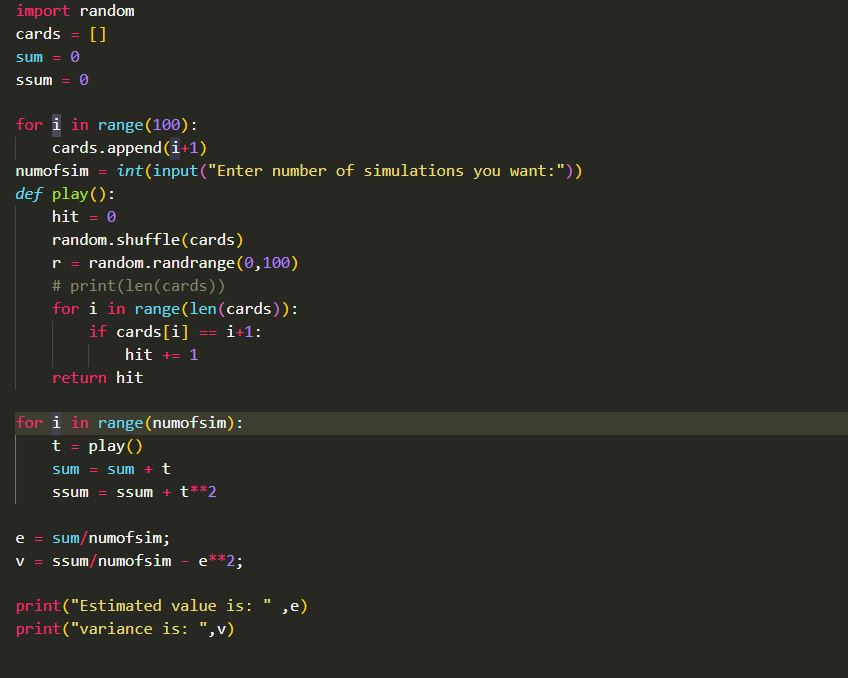 import random
cards = []
sum = 0
ssum = 0
for i in range(100):
    cards.append(i+1)
numofsim = int(input("Enter number of simulations you want:"))
def play():
    hit = 0
    random.shuffle(cards)
    r = random.randrange(0,100)
    # print(len(cards))
    for i in range(len(cards)):
        if cards[i] == i+1:
            hit += 1
    return hit
for i in range(numofsim):
    t = play()
    sum = sum + t
    ssum = ssum + t**2
e = sum/numofsim;
v = ssum/numofsim - e**2;
print("Estimated value is: " ,e)
print("variance is: ",v)